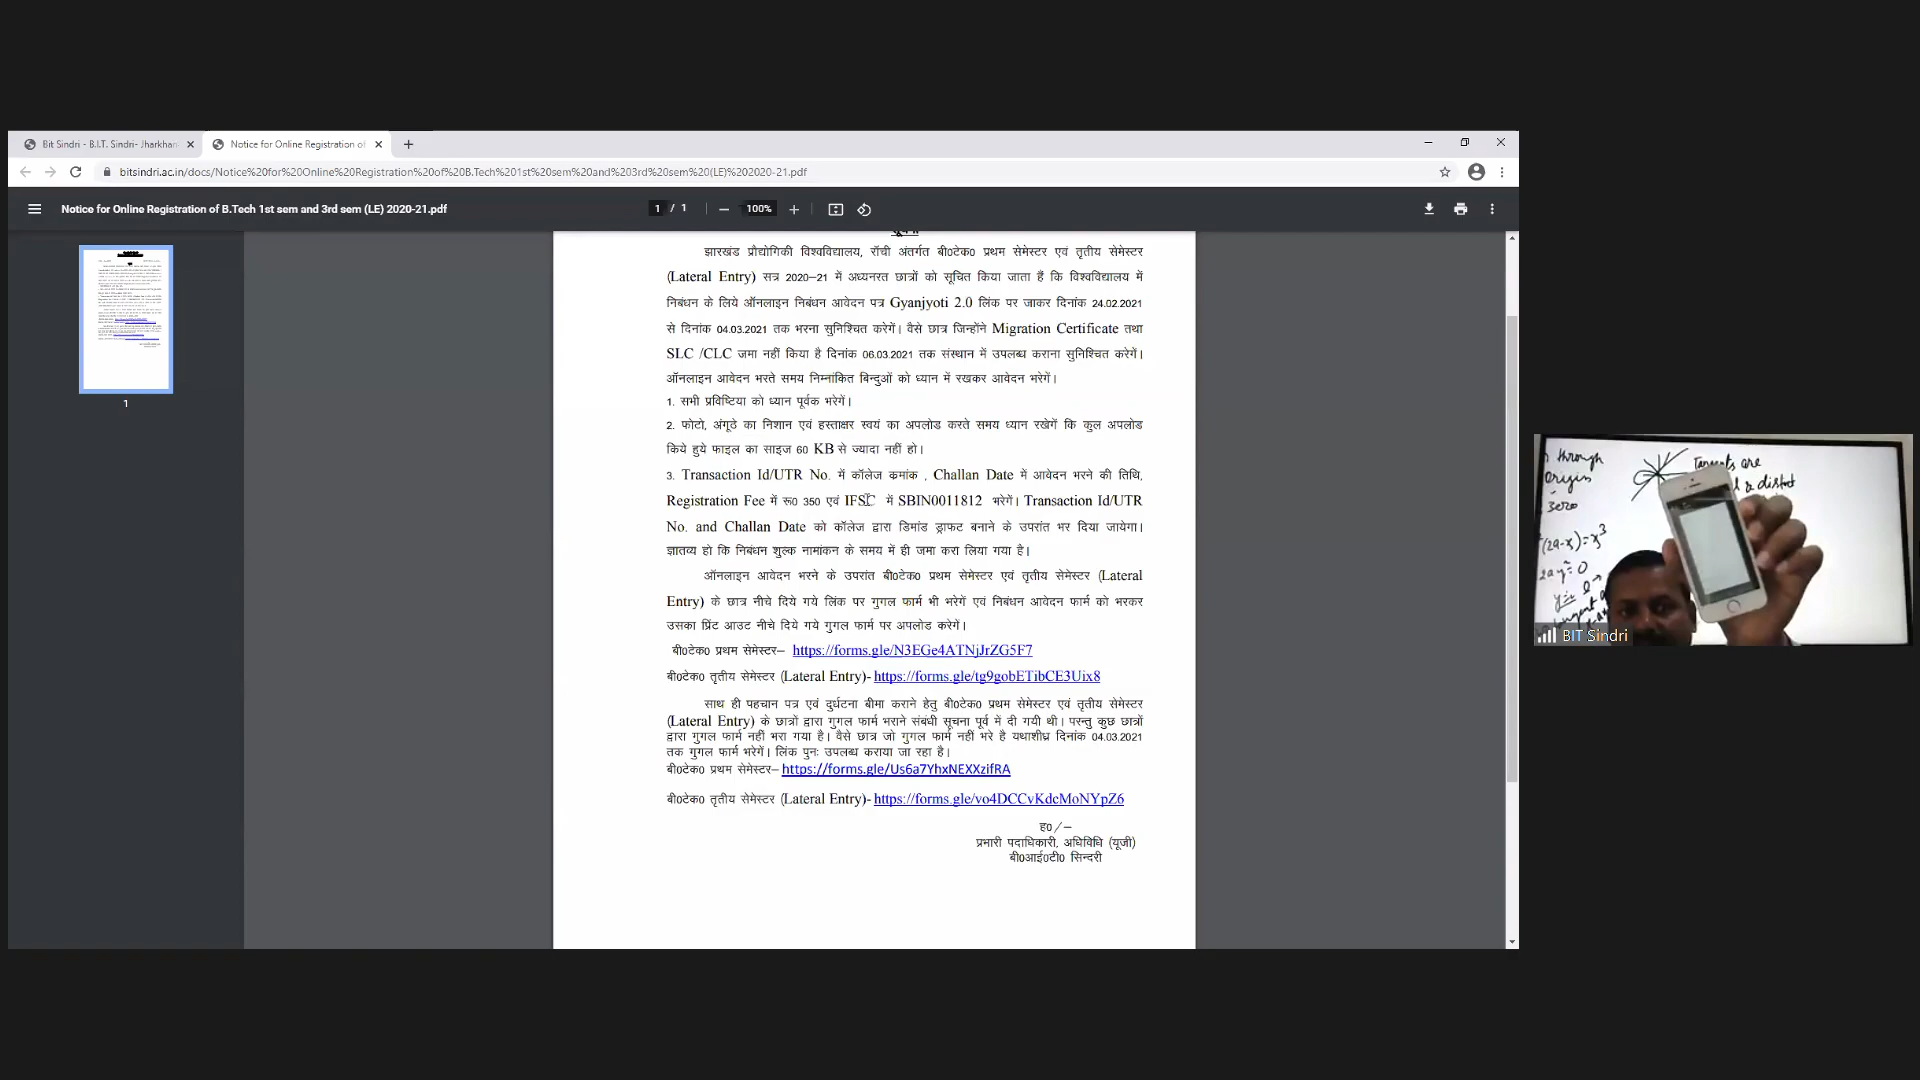 Bit Sindri - B.I.T. Sindri- Jharkhan
Notice for Online Registration of
bitsindri.ac.in/docs/Notice%20for%20Online%20Registration%20of%20B.Tech%201st%20sem%20and%203rd%20sem%20(LE)%202020-21.pdf
Notice for Online Registration of B.Tech 1st sem and 3rd sem (LE) 2020-21.pdf
1 / 1
100%
1
झारखंड प्रौद्योगिकी विश्वविद्यालय, राँची अंतर्गत बी0टेक0 प्रथम सेमेस्टर एवं तृतीय सेमेस्टर
(Lateral Entry) सत्र 2020–21 में अध्यनरत छात्रों को सूचित किया जाता हैं कि विश्वविद्यालय में
निबंधन के लिये ऑनलाइन निबंधन आवेदन पत्र Gyanjyoti 2.0 लिंक पर जाकर दिनांक 24.02.2021
से दिनांक 04.03.2021 तक भरना सुनिश्चित करेगें। वैसे छात्र जिन्होंने Migration Certificate तथा
SLC /CLC जमा नहीं किया है दिनांक 06.03.2021 तक संस्थान में उपलब्ध कराना सुनिश्चित करेगें।
ऑनलाइन आवेदन भरते समय निम्नांकित बिन्दुओं को ध्यान में रखकर आवेदन भरेगें।
1. सभी प्रविष्टिया को ध्यान पूर्वक भरेगें।
2. फोटो, अंगूठे का निशान एवं हस्ताक्षर स्वयं का अपलोड करते समय ध्यान रखेगें कि कुल अपलोड
किये हुये फाइल का साइज 60 KB से ज्यादा नहीं हो।
3. Transaction Id/UTR No. में कॉलेज कमांक , Challan Date में आवेदन भरने की तिथि,
Registration Fee में रू0 350 एवं IFSC में SBIN0011812 भरेगें। Transaction Id/UTR
No. and Challan Date को कॉलेज द्वारा डिमांड ड्राफट बनाने के उपरांत भर दिया जायेगा।
ज्ञातव्य हो कि निबंधन शुल्क नामांकन के समय में ही जमा करा लिया गया है।
ऑनलाइन आवेदन भरने के उपरांत बी0टेक0 प्रथम सेमेस्टर एवं तृतीय सेमेस्टर (Lateral
Entry) के छात्र नीचे दिये गये लिंक पर गुगल फार्म भी भरेगें एवं निबंधन आवेदन फार्म को भरकर
उसका प्रिंट आउट नीचे दिये गये गुगल फार्म पर अपलोड करेगें।
बी0टेक0 प्रथम सेमेस्टर– https://forms.gle/N3EGe4ATNjJrZG5F7
बी0टेक0 तृतीय सेमेस्टर (Lateral Entry)- https://forms.gle/tg9gobETibCE3Uix8
साथ ही पहचान पत्र एवं दुर्घटना बीमा कराने हेतु बी0टेक0 प्रथम सेमेस्टर एवं तृतीय सेमेस्टर
(Lateral Entry) के छात्रों द्वारा गुगल फार्म भराने संबंधी सूचना पूर्व में दी गयी थी। परन्तु कुछ छात्रों
द्वारा गुगल फार्म नहीं भरा गया है। वैसे छात्र जो गुगल फार्म नहीं भरे है यथाशीघ्र दिनांक 04.03.2021
तक गुगल फार्म भरेगें। लिंक पुनः उपलब्ध कराया जा रहा है।
बी0टेक0 प्रथम सेमेस्टर– https://forms.gle/Us6a7YhxNEXXzifRA
बी0टेक0 तृतीय सेमेस्टर (Lateral Entry)- https://forms.gle/vo4DCCvKdcMoNYpZ6
ह0/–
प्रभारी पदाधिकारी, अधिविधि (यूजी)
बी0आई0टी0 सिन्दरी
through
origin
zero
(2a-x) = x³
Tangents are
& distinct
BIT Sindri